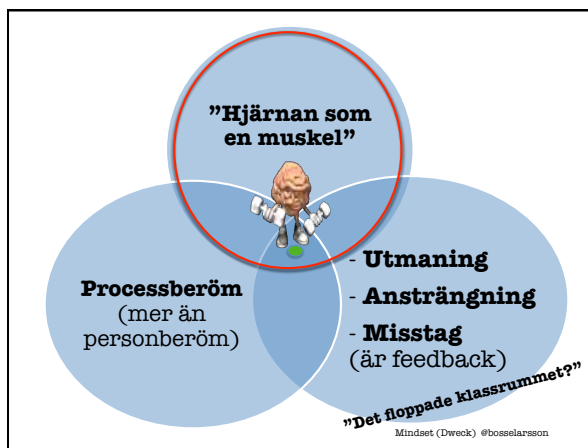 ”Hjärnan som
en muskel”
Processberöm
(mer än
personberöm)
- Utmaning
- Ansträngning
- Misstag
(är feedback)
”Det floppade klassrummet?”
Mindset (Dweck) @bosselarsson